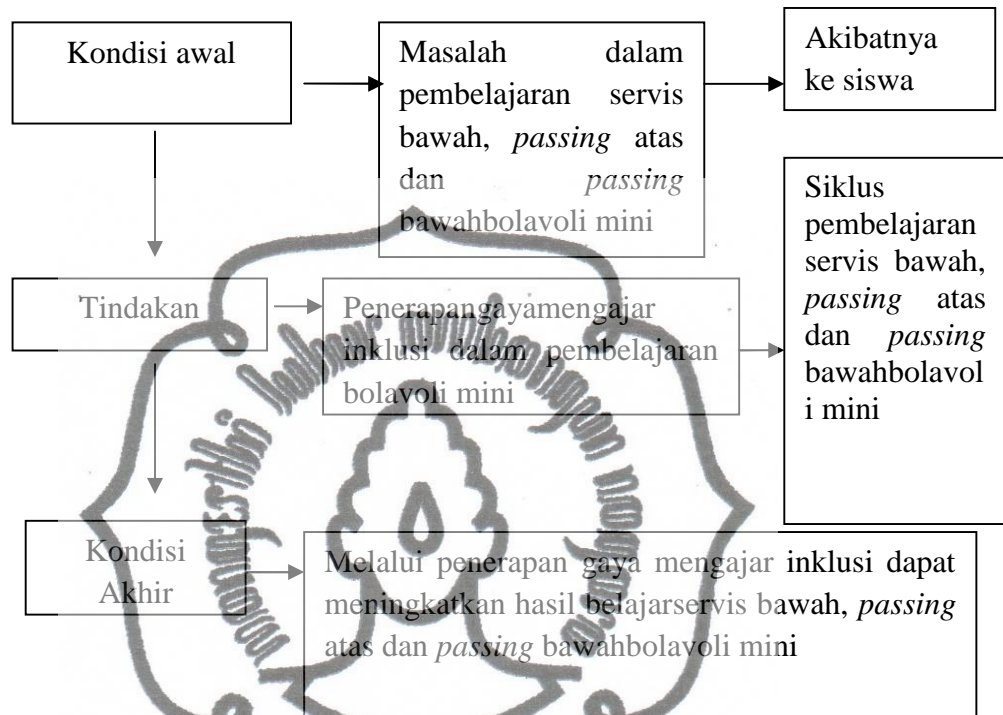 Kondisi awal
Masalah dalam
pembelajaran servis
bawah, passing atas
dan passing
bawahbolavoli mini
Akibatnya
ke siswa
Tindakan
Penerapangayamengajar
inklusi dalam pembelajaran
bolavoli mini
Siklus
pembelajaran
servis bawah,
passing atas
dan passing
bawahbolavol
i mini
Kondisi
Akhir
Melalui penerapan gaya mengajar inklusi dapat
meningkatkan hasil belajarservis bawah, passing
atas dan passing bawahbolavoli mini